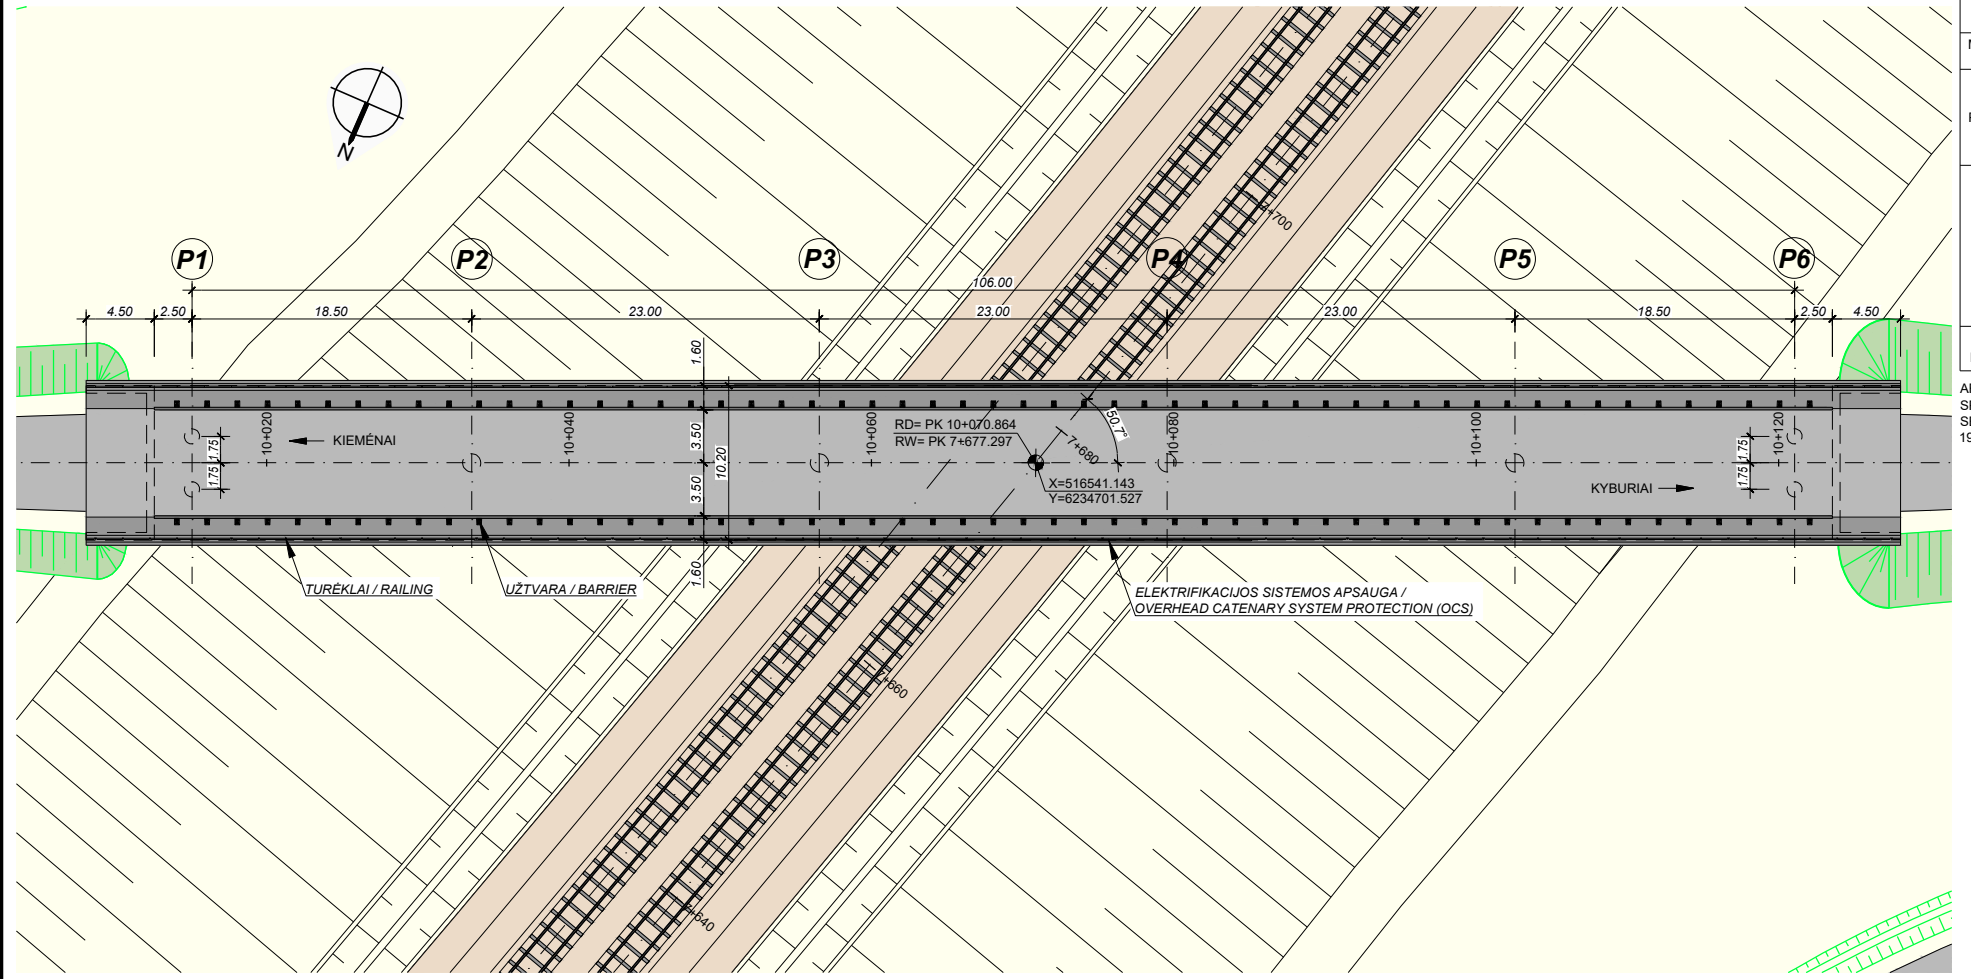 N
7+700
P1
P2
P3
P4
P5
P6
106.00
4.50
2.50
18.50
23.00
23.00
23.00
18.50
2.50
4.50
1.60
10+020
10+040
10+060
10+080
10+100
10+120
KIEMĖNAI
RD= PK 10+070.864
RW= PK 7+677.297
50.7°
7+680
1.75
1.75
3.50
3.50
10.20
1.75
1.75
X=516541.143
Y=6234701.527
KYBURIAI
1.60
TURĖKLAI / RAILING
UŽTVARA / BARRIER
ELEKTRIFIKACIJOS SISTEMOS APSAUGA /
OVERHEAD CATENARY SYSTEM PROTECTION (OCS)
7+660
7+640